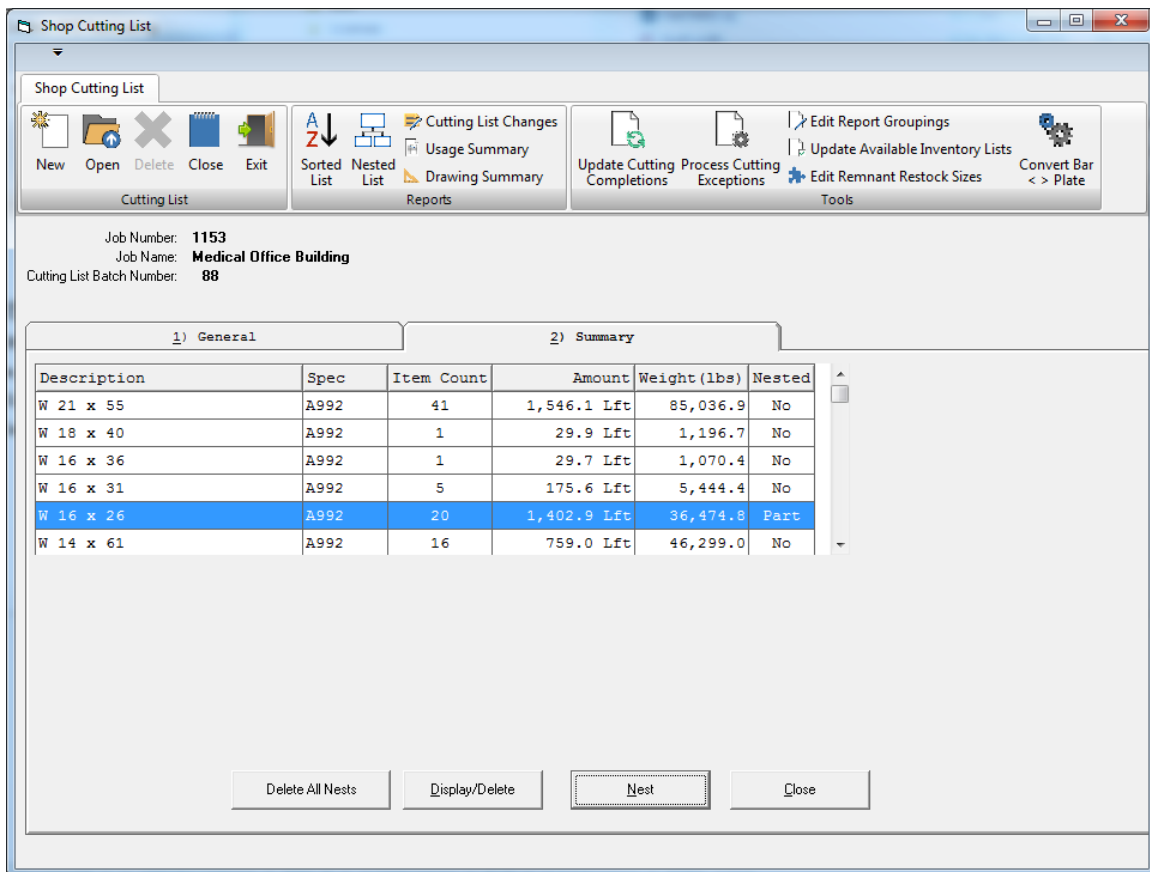 Shop Cutting List
Shop Cutting List
New Open Delete Close Exit
Cutting List
Sorted List
Nested List
Cutting List Changes
Usage Summary
Drawing Summary
Reports
Update Cutting Completions
Process Cutting Exceptions
Edit Report Groupings
Update Available Inventory Lists
Edit Remnant Restock Sizes
Convert Bar < > Plate
Tools
Job Number: 1153
Job Name: Medical Office Building
Cutting List Batch Number: 88
1) General 2) Summary
Description Spec Item Count Amount Weight(lbs) Nested
W 21 x 55 A992 41 1,546.1 Lft 85,036.9 No
W 18 x 40 A992 1 29.9 Lft 1,196.7 No
W 16 x 36 A992 1 29.7 Lft 1,070.4 No
W 16 x 31 A992 5 175.6 Lft 5,444.4 No
W 16 x 26 A992 20 1,402.9 Lft 36,474.8 Part
W 14 x 61 A992 16 759.0 Lft 46,299.0 No
Delete All Nests Display/Delete Nest Close